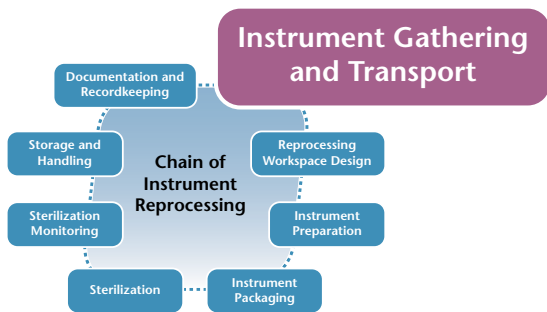 Instrument Gathering
and Transport
Documentation and
Recordkeeping
Storage and
Handling
Chain of
Instrument
Reprocessing
Reprocessing
Workspace Design
Sterilization
Monitoring
Instrument
Preparation
Sterilization
Instrument
Packaging